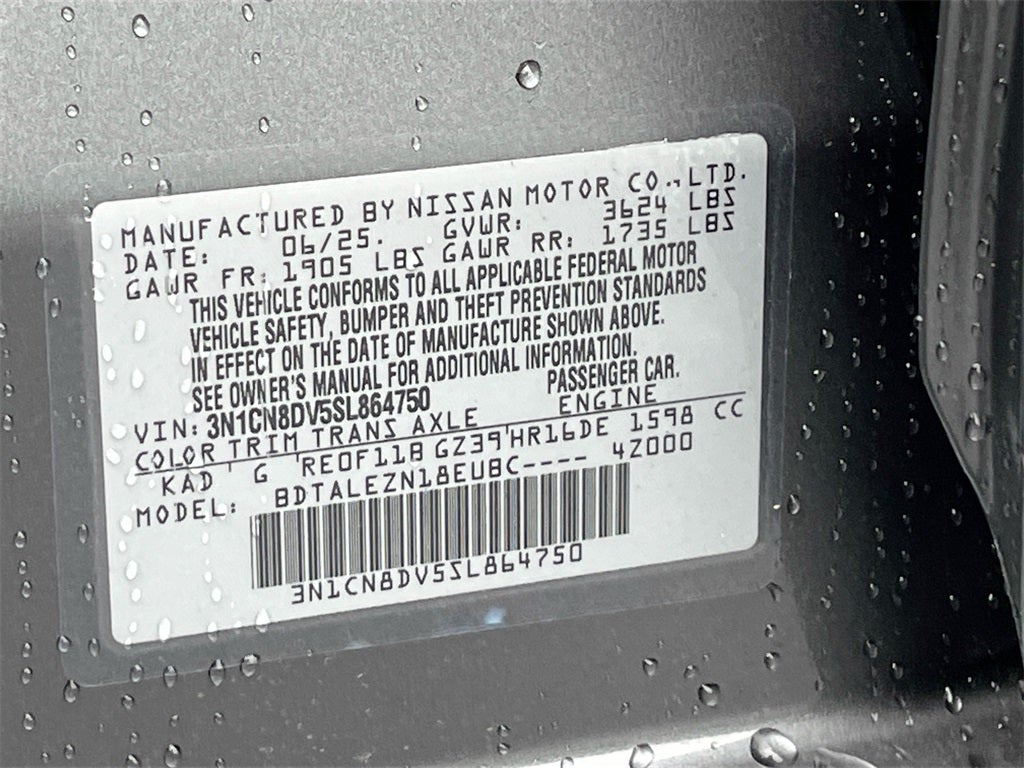 MANUFACTURED BY NISSAN MOTOR CO., LTD.
DATE: 06/25. GVWR: 3624 LBS
GAWR FR: 1905 LBS GAWR RR: 1735 LBS
THIS VEHICLE CONFORMS TO ALL APPLICABLE FEDERAL MOTOR
VEHICLE SAFETY, BUMPER AND THEFT PREVENTION STANDARDS
IN EFFECT ON THE DATE OF MANUFACTURE SHOWN ABOVE.
SEE OWNER'S MANUAL FOR ADDITIONAL INFORMATION.
VIN: 3N1CN8DV5SL864750 PASSENGER CAR.
COLOR TRIM TRANS AXLE ENGINE
KAD G RE0F11B GZ39 HR16DE 1598 CC
MODEL: BDTALEZN18EUBC---- 4Z000
3N1CN8DV5SL864750